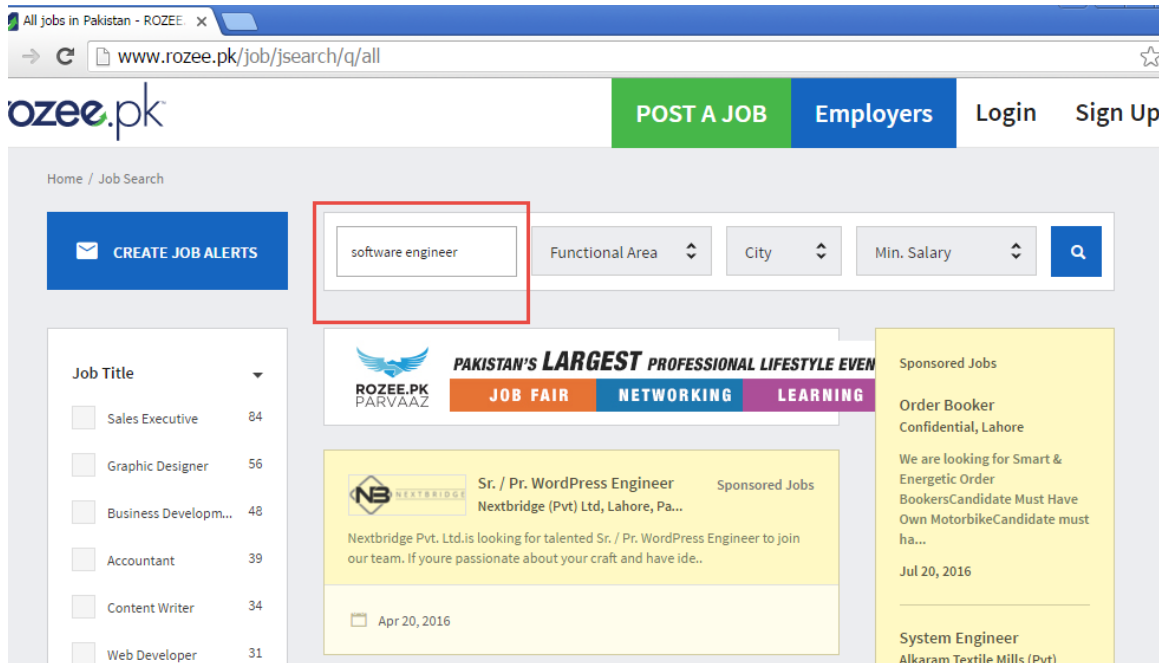 All jobs in Pakistan - ROZEE.
www.rozee.pk/job/jsearch/q/all
rozee.pk
POST A JOB
Employers
Login
Sign Up
Home / Job Search
CREATE JOB ALERTS
software engineer
Functional Area
City
Min. Salary
Job Title
Sales Executive 84
Graphic Designer 56
Business Developm... 48
Accountant 39
Content Writer 34
Web Developer 31
ROZEE.PK
PARVAAZ
PAKISTAN'S LARGEST PROFESSIONAL LIFESTYLE EVEN
JOB FAIR NETWORKING LEARNING
NB NEXTBRIDGE
Sr. / Pr. WordPress Engineer
Sponsored Jobs
Nextbridge (Pvt) Ltd, Lahore, Pa...
Nextbridge Pvt. Ltd.is looking for talented Sr. / Pr. WordPress Engineer to join
our team. If youre passionate about your craft and have ide..
Apr 20, 2016
Sponsored Jobs
Order Booker
Confidential, Lahore
We are looking for Smart &
Energetic Order
BookersCandidate Must Have
Own MotorbikeCandidate must
ha...
Jul 20, 2016
System Engineer
Alkaram Textile Mills (Pvt)